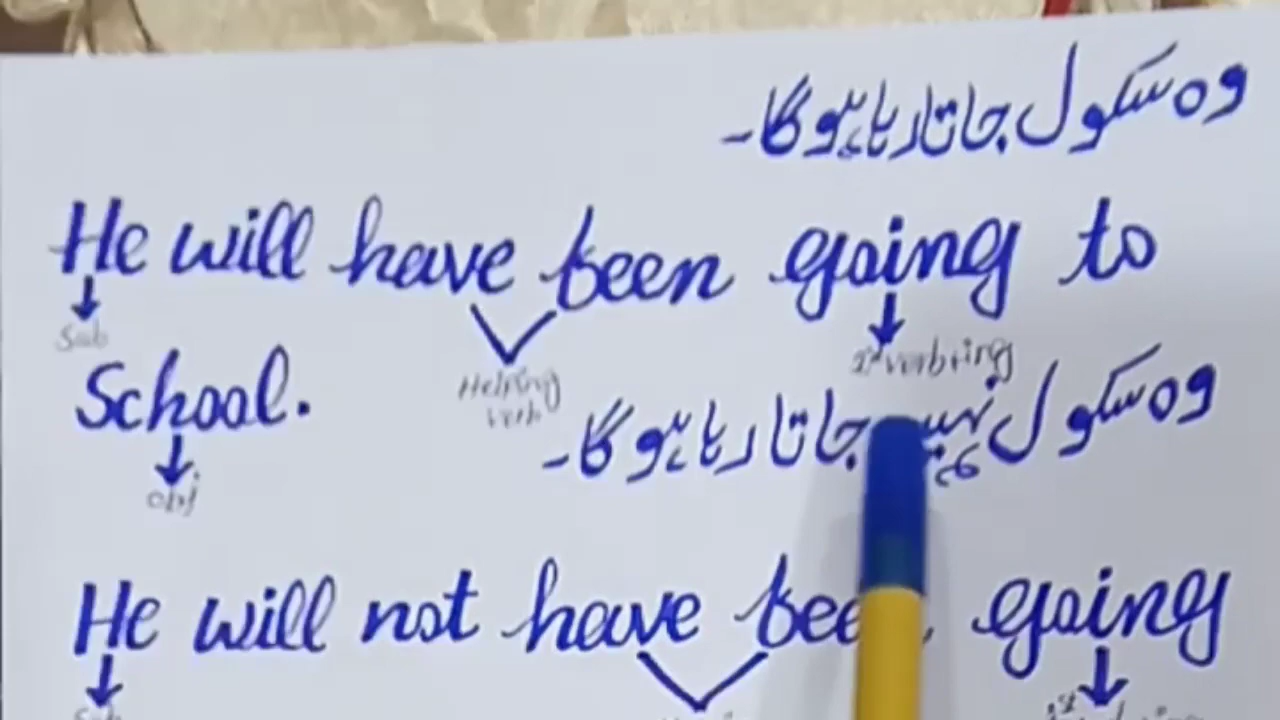 وہ سکول جاتا رہا ہوگا۔
He will have been going to
Sub
1st verb+ing
School.
Helping
verb
وہ سکول نہیں جاتا رہا ہوگا۔
obj
He will not have been going
Sub